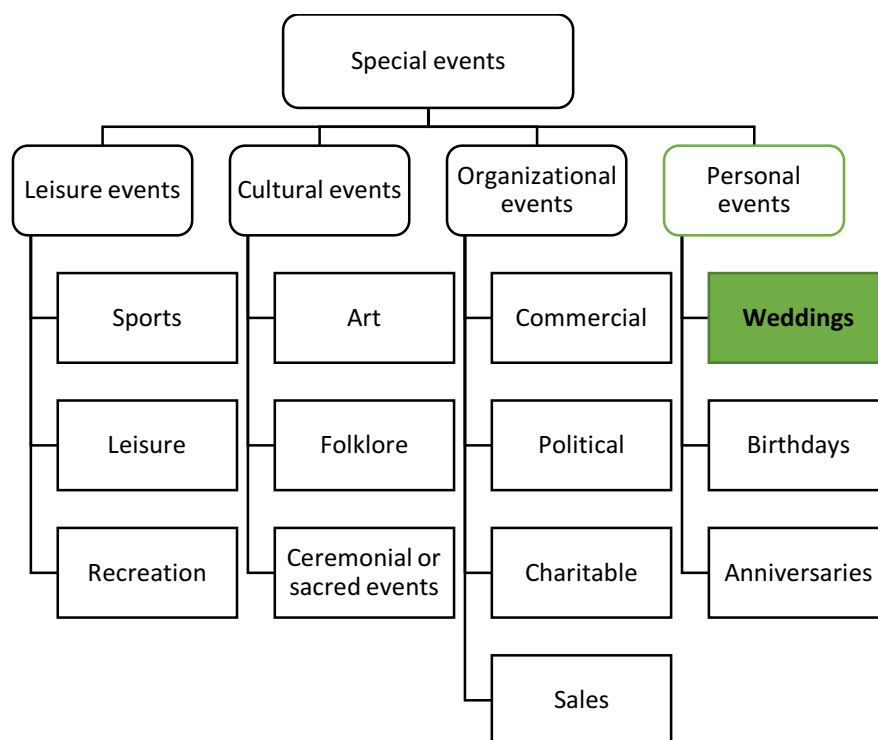 Special events
Leisure events
Cultural events
Organizational
events
Personal
events
Sports
Art
Commercial
Weddings
Leisure
Folklore
Political
Birthdays
Recreation
Ceremonial or
sacred events
Charitable
Anniversaries
Sales